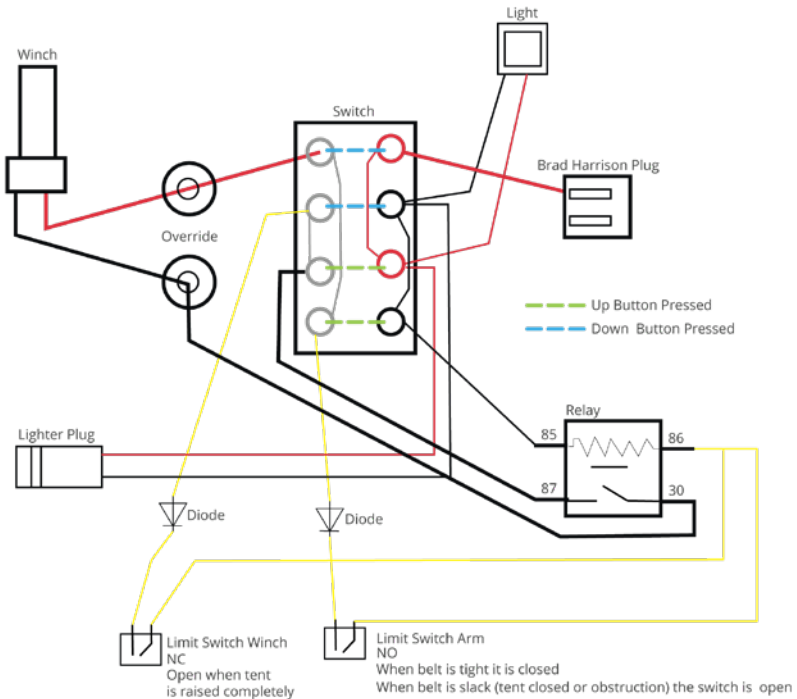 Light
Winch
Switch
Brad Harrison Plug
Override
Up Button Pressed
Down Button Pressed
Relay
85
86
Lighter Plug
87
30
Diode
Diode
Limit Switch Winch
NC
Open when tent
is raised completely
Limit Switch Arm
NO
When belt is tight it is closed
When belt is slack (tent closed or obstruction) the switch is open